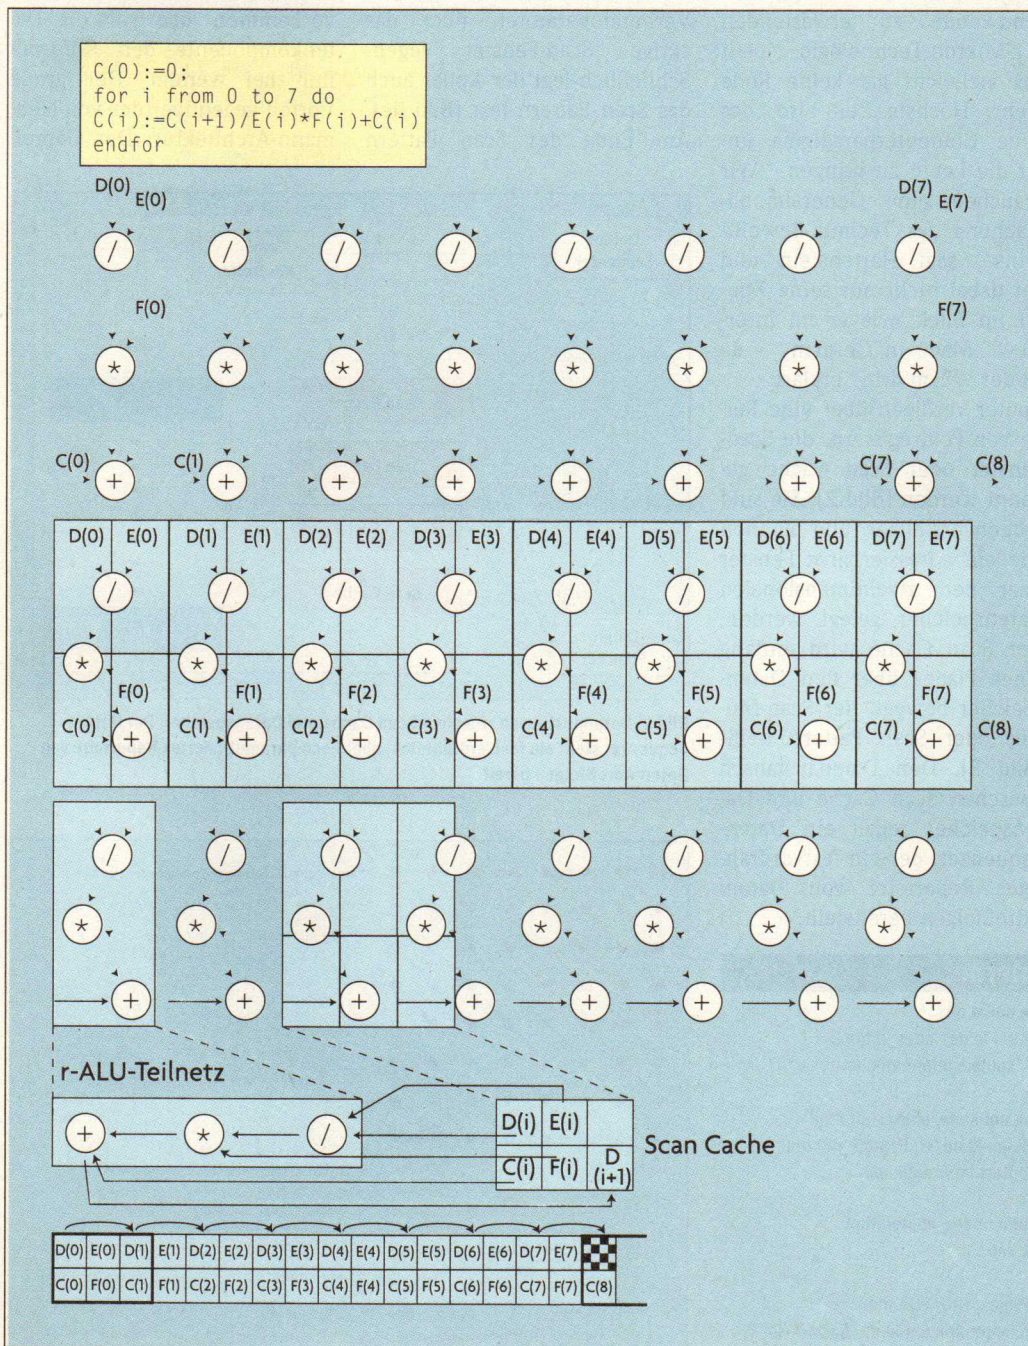 C(0):=0;
for i from 0 to 7 do
C(i):=C(i+1)/E(i)*F(i)+C(i)
endfor
D(0) E(0) D(7) E(7)
/ / / / / / / /
F(0) F(7)
* * * * * * * *
C(0) C(1) C(7) C(8)
+ + + + + + + +
D(0) E(0) D(1) E(1) D(2) E(2) D(3) E(3) D(4) E(4) D(5) E(5) D(6) E(6) D(7) E(7)
/ / / / / / / /
* * * * * * * *
F(0) F(1) F(2) F(3) F(4) F(5) F(6) F(7)
C(0) + C(1) + C(2) + C(3) + C(4) + C(5) + C(6) + C(7) + C(8)
/ / / / / / / /
* * * * * * * *
+ + + + + + + +
r-ALU-Teilnetz
+ * /
D(i) E(i)
C(i) F(i) D
(i+1)
Scan Cache
D(0) E(0) D(1) E(1) D(2) E(2) D(3) E(3) D(4) E(4) D(5) E(5) D(6) E(6) D(7) E(7)
C(0) F(0) C(1) F(1) C(2) F(2) C(3) F(3) C(4) F(4) C(5) F(5) C(6) F(6) C(7) F(7) C(8)